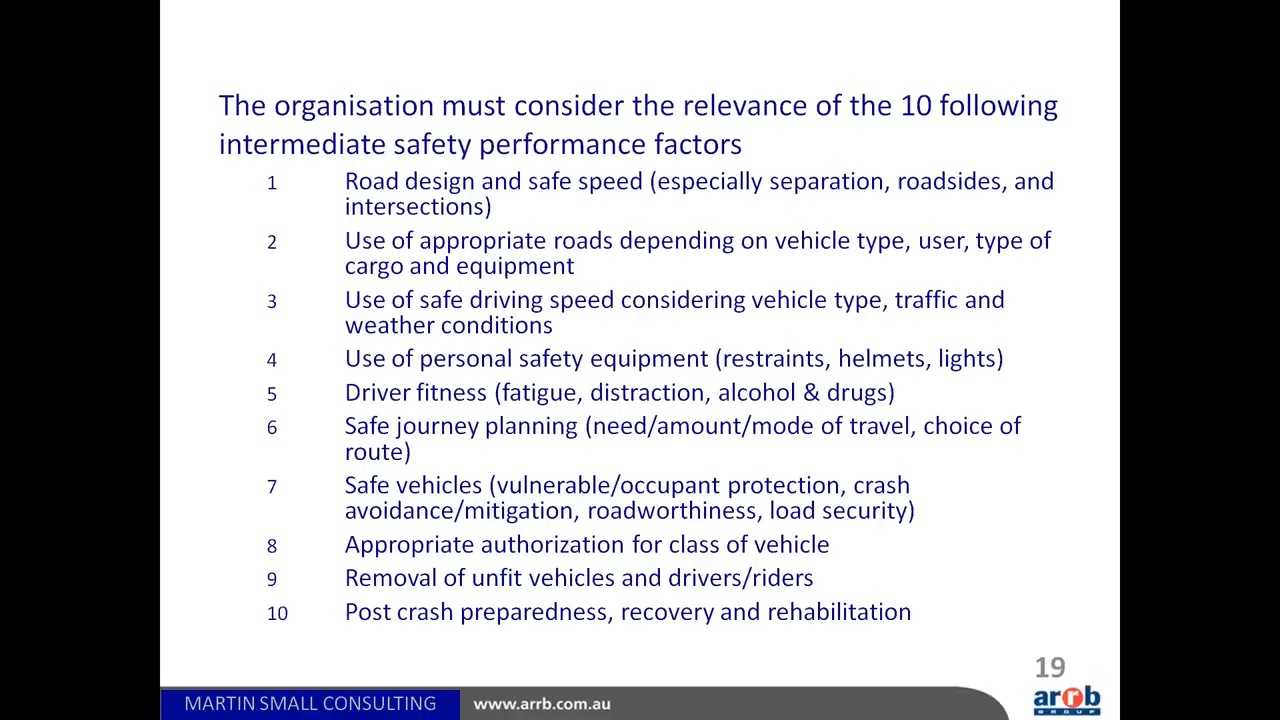 The organisation must consider the relevance of the 10 following
intermediate safety performance factors
1 Road design and safe speed (especially separation, roadsides, and
intersections)
2 Use of appropriate roads depending on vehicle type, user, type of
cargo and equipment
3 Use of safe driving speed considering vehicle type, traffic and
weather conditions
4 Use of personal safety equipment (restraints, helmets, lights)
5 Driver fitness (fatigue, distraction, alcohol & drugs)
6 Safe journey planning (need/amount/mode of travel, choice of
route)
7 Safe vehicles (vulnerable/occupant protection, crash
avoidance/mitigation, roadworthiness, load security)
8 Appropriate authorization for class of vehicle
9 Removal of unfit vehicles and drivers/riders
10 Post crash preparedness, recovery and rehabilitation
19
MARTIN SMALL CONSULTING
www.arrb.com.au
arrb
GROUP